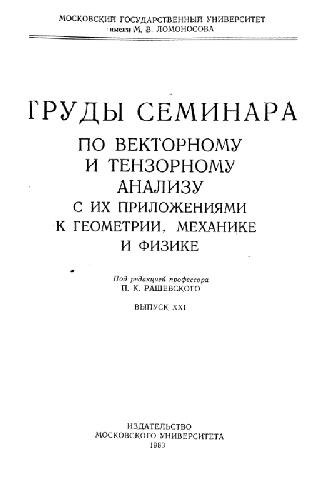 МОСКОВСКИЙ ГОСУДАРСТВЕННЫЙ УНИВЕРСИТЕТ
имени М. В. ЛОМОНОСОВА
ТРУДЫ СЕМИНАРА
ПО ВЕКТОРНОМУ
И ТЕНЗОРНОМУ
АНАЛИЗУ
С ИХ ПРИЛОЖЕНИЯМИ
К ГЕОМЕТРИИ, МЕХАНИКЕ
И ФИЗИКЕ
Под редакцией профессора
П. К. РАШЕВСКОГО
ВЫПУСК XXI
ИЗДАТЕЛЬСТВО
МОСКОВСКОГО УНИВЕРСИТЕТА
1983